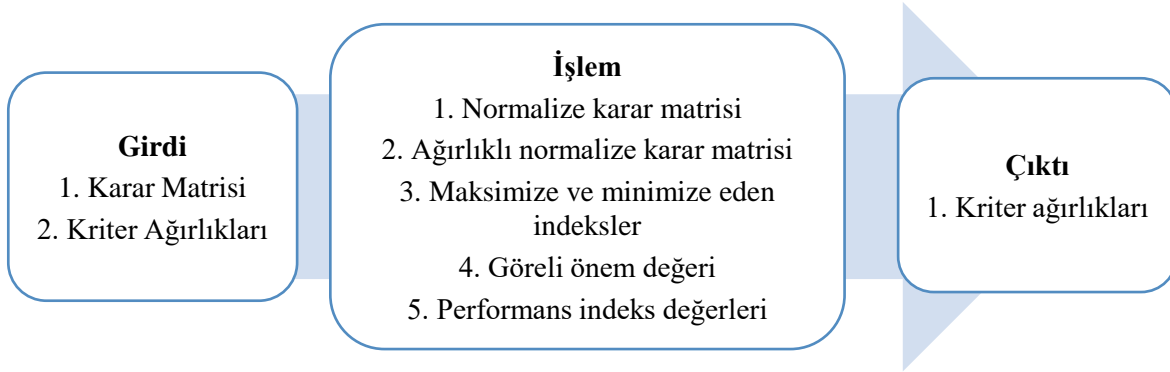 Girdi
1. Karar Matrisi
2. Kriter Ağırlıkları
İşlem
1. Normalize karar matrisi
2. Ağırlıklı normalize karar matrisi
3. Maksimize ve minimize eden
indeksler
4. Göreli önem değeri
5. Performans indeks değerleri
Çıktı
1. Kriter ağırlıkları